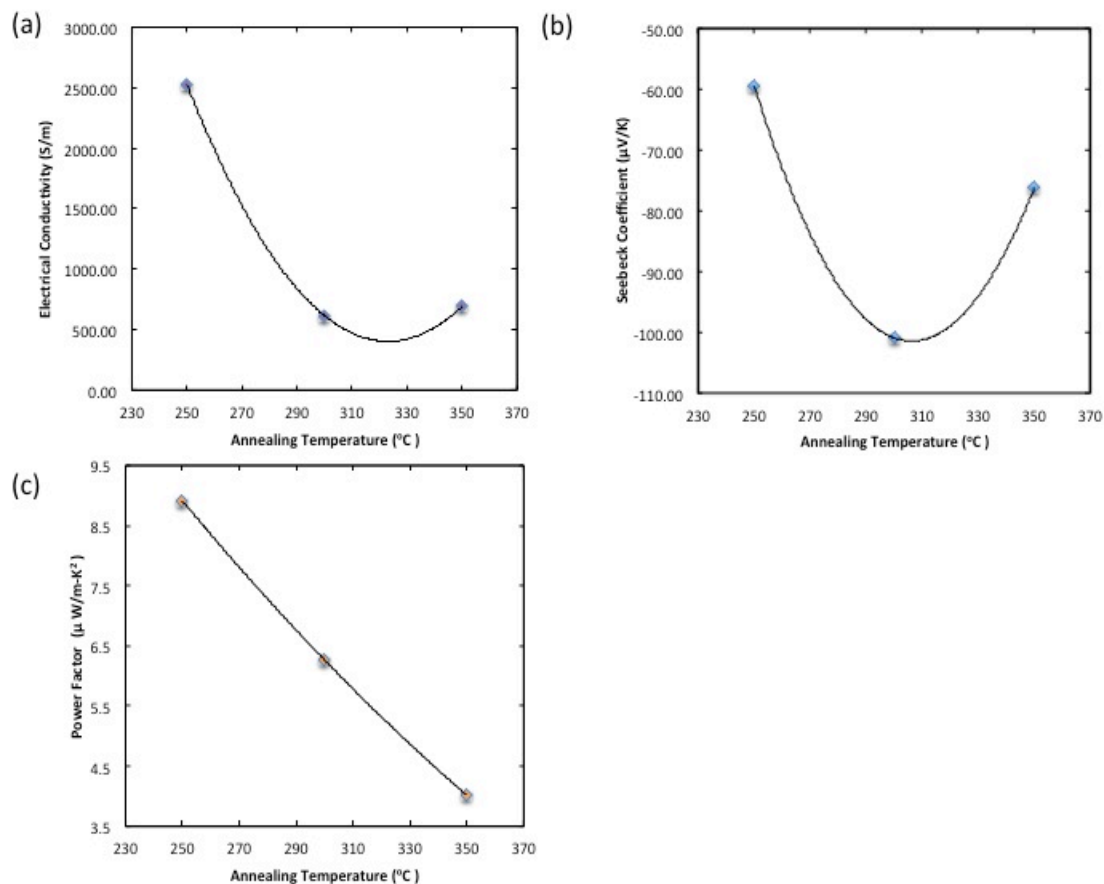 (a)
3000.00
2500.00
2000.00
1500.00
1000.00
500.00
0.00
Electrical Conductivity (S/m)
230 250 270 290 310 330 350 370
Annealing Temperature (°C )
(b)
-50.00
-60.00
-70.00
-80.00
-90.00
-100.00
-110.00
Seebeck Coefficient (µV/K)
230 250 270 290 310 330 350 370
Annealing Temperature (°C )
(c)
9.5
8.5
7.5
6.5
5.5
4.5
3.5
Power Factor (µ W/m-K²)
230 250 270 290 310 330 350 370
Annealing Temperature (°C )